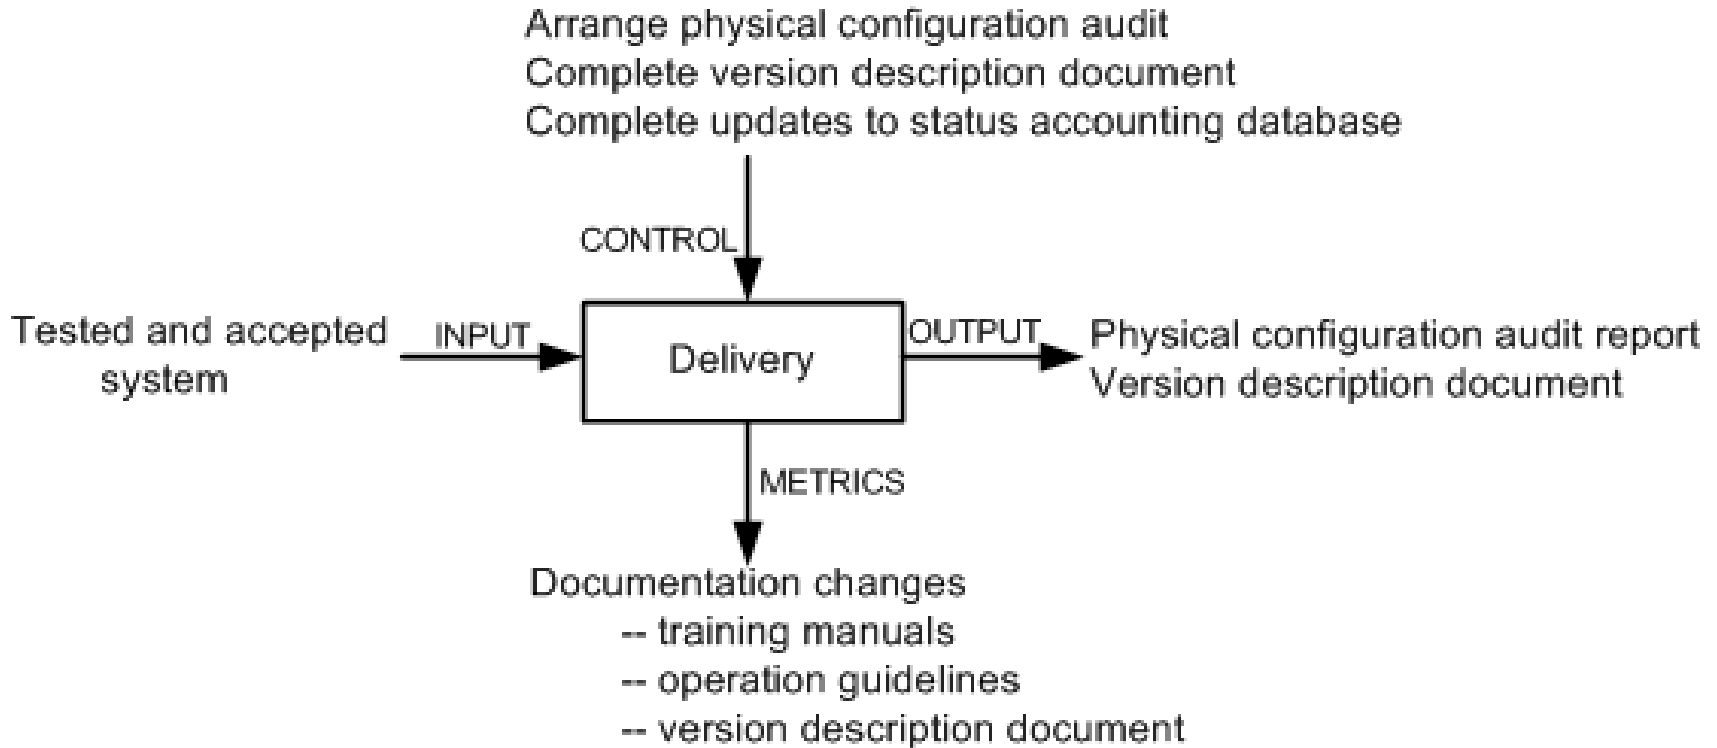 Arrange physical configuration audit
Complete version description document
Complete updates to status accounting database
CONTROL
Tested and accepted
system
INPUT
Delivery
OUTPUT
Physical configuration audit report
Version description document
METRICS
Documentation changes
-- training manuals
-- operation guidelines
-- version description document